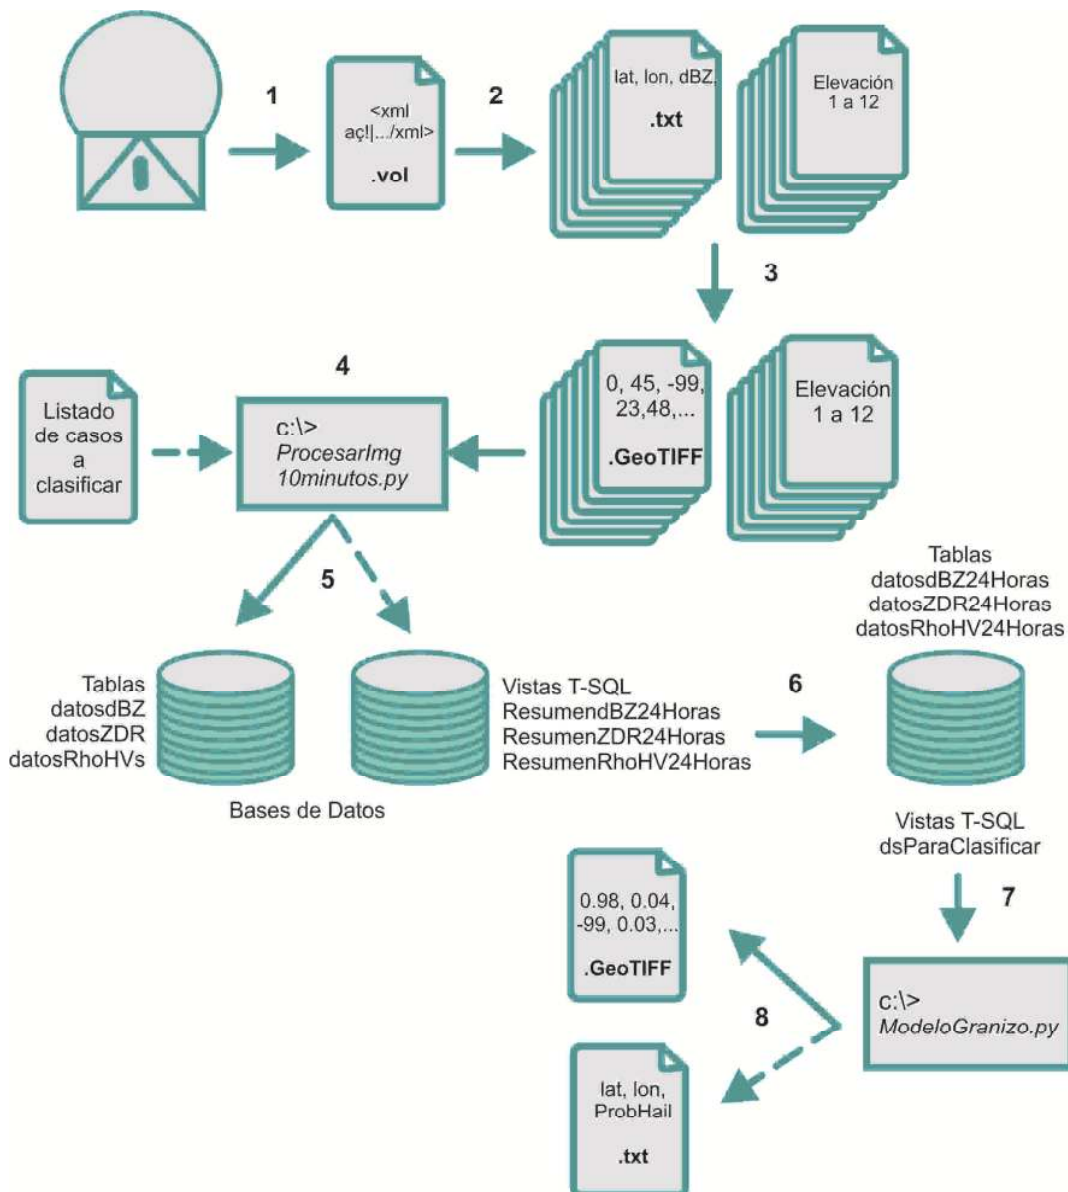 1
<xml
aç!|.../xml>
.vol
2
lat, lon, dBZ,
.txt
Elevación
1 a 12
3
0, 45, -99,
23,48,...
.GeoTIFF
Elevación
1 a 12
4
Listado
de casos
a
clasificar
c:\>
ProcesarImg
10minutos.py
5
Tablas
datosdBZ
datosZDR
datosRhoHVs
Vistas T-SQL
ResumendBZ24Horas
ResumenZDR24Horas
ResumenRhoHV24Horas
Bases de Datos
6
Tablas
datosdBZ24Horas
datosZDR24Horas
datosRhoHV24Horas
Vistas T-SQL
dsParaClasificar
7
c:\>
ModeloGranizo.py
8
0.98, 0.04,
-99, 0.03,...
.GeoTIFF
lat, lon,
ProbHail
.txt